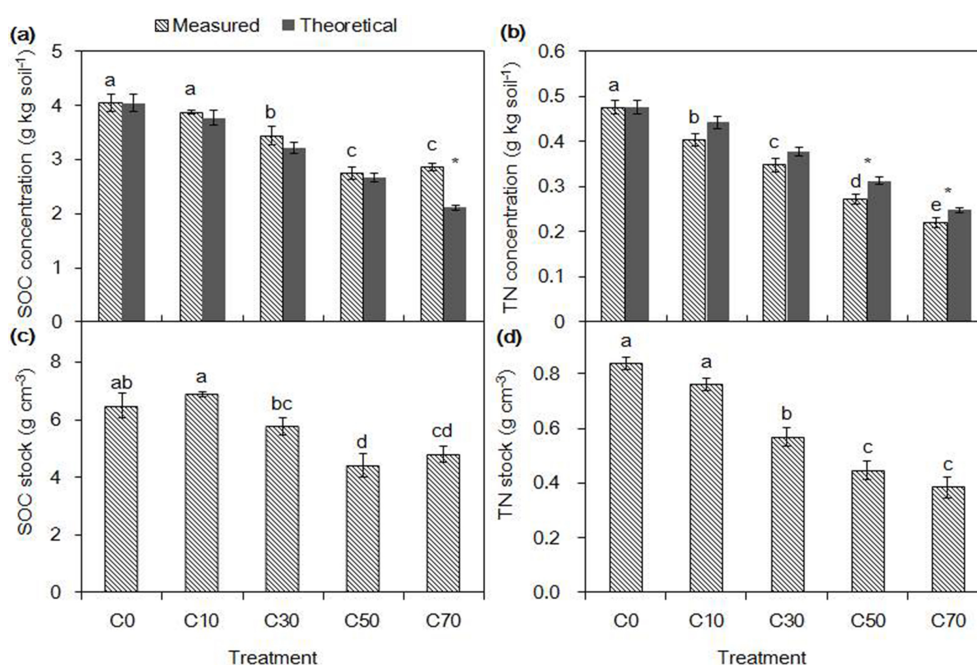 Measured Theoretical
(a)
SOC concentration (g kg soil⁻¹)
5
4
3
2
1
0
a
a
b
c
c
*
(b)
TN concentration (g kg soil⁻¹)
0.6
0.5
0.4
0.3
0.2
0.1
0
a
b
c
d
*
e
*
(c)
SOC stock (g cm⁻³)
8
6
4
2
0
ab
a
bc
d
cd
C0 C10 C30 C50 C70
Treatment
(d)
TN stock (g cm⁻³)
0.8
0.6
0.4
0.2
0.0
a
a
b
c
c
C0 C10 C30 C50 C70
Treatment